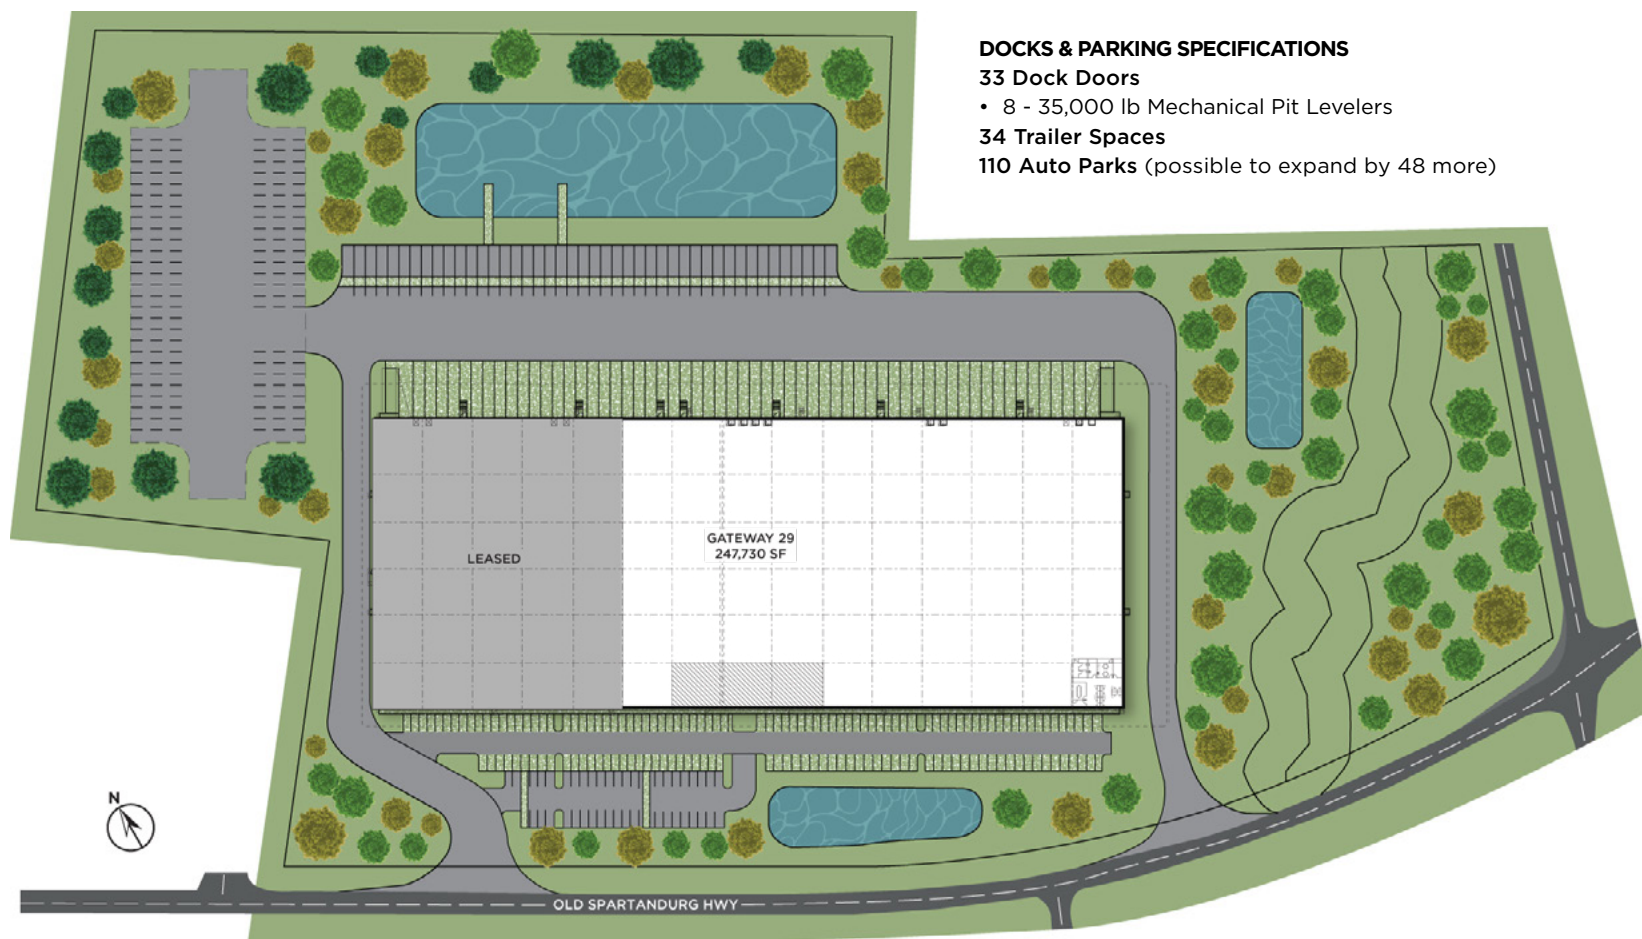 DOCKS & PARKING SPECIFICATIONS
33 Dock Doors
• 8 - 35,000 lb Mechanical Pit Levelers
34 Trailer Spaces
110 Auto Parks (possible to expand by 48 more)
GATEWAY 29
247,730 SF
LEASED
N
OLD SPARTANDURG HWY